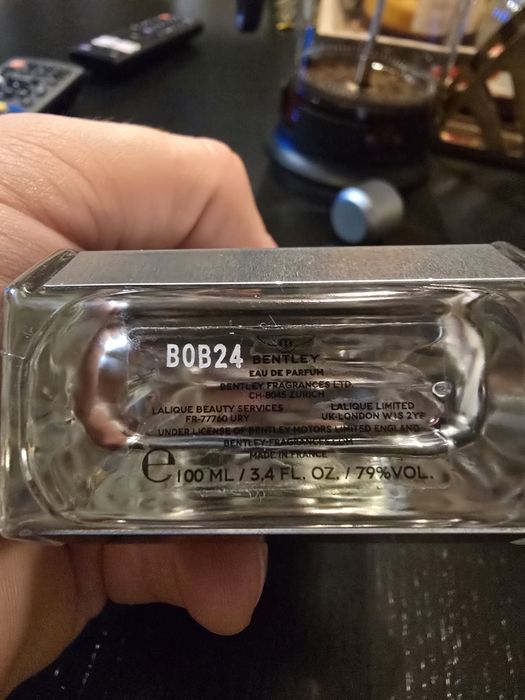 B0B24
BENTLEY
EAU DE PARFUM
BENTLEY FRAGRANCES LTD.
CH-8045 ZURICH
LALIQUE BEAUTY SERVICES LALIQUE LIMITED
FR-77760 URY UK-LONDON W1S 2YF
UNDER LICENSE OF BENTLEY MOTORS LIMITED ENGLAND
BENTLEY-FRAGRANCES.COM
MADE IN FRANCE
℮ 100 ML / 3.4 FL. OZ. / 79%VOL.